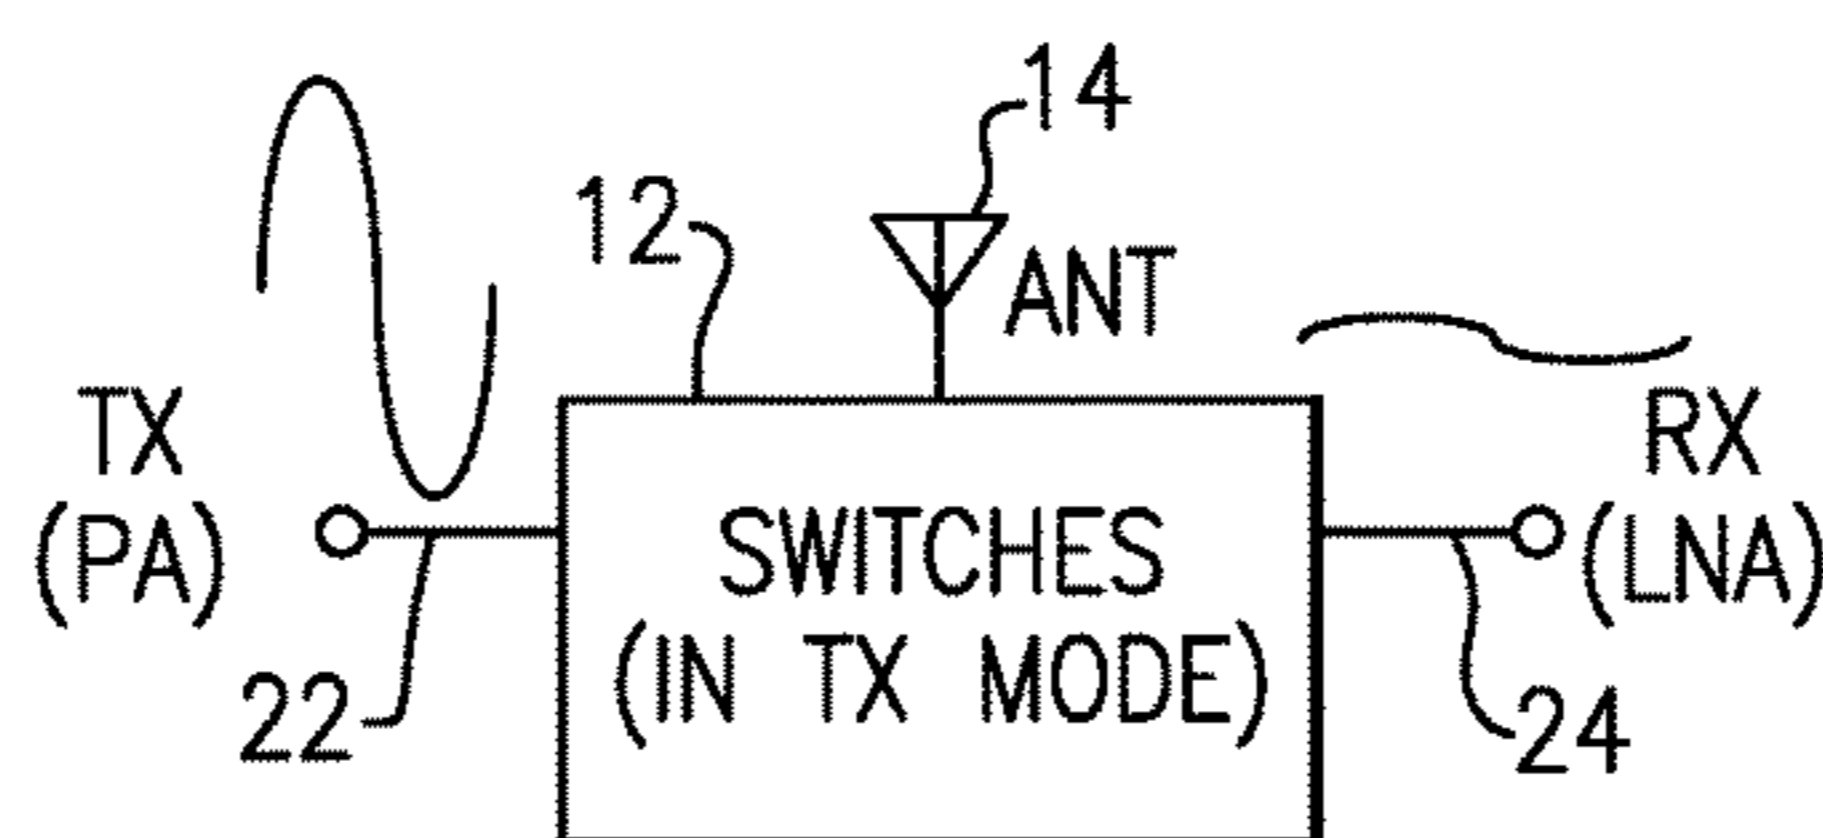 14
12
ANT
TX
(PA)
RX
(LNA)
SWITCHES
(IN TX MODE)
22
24